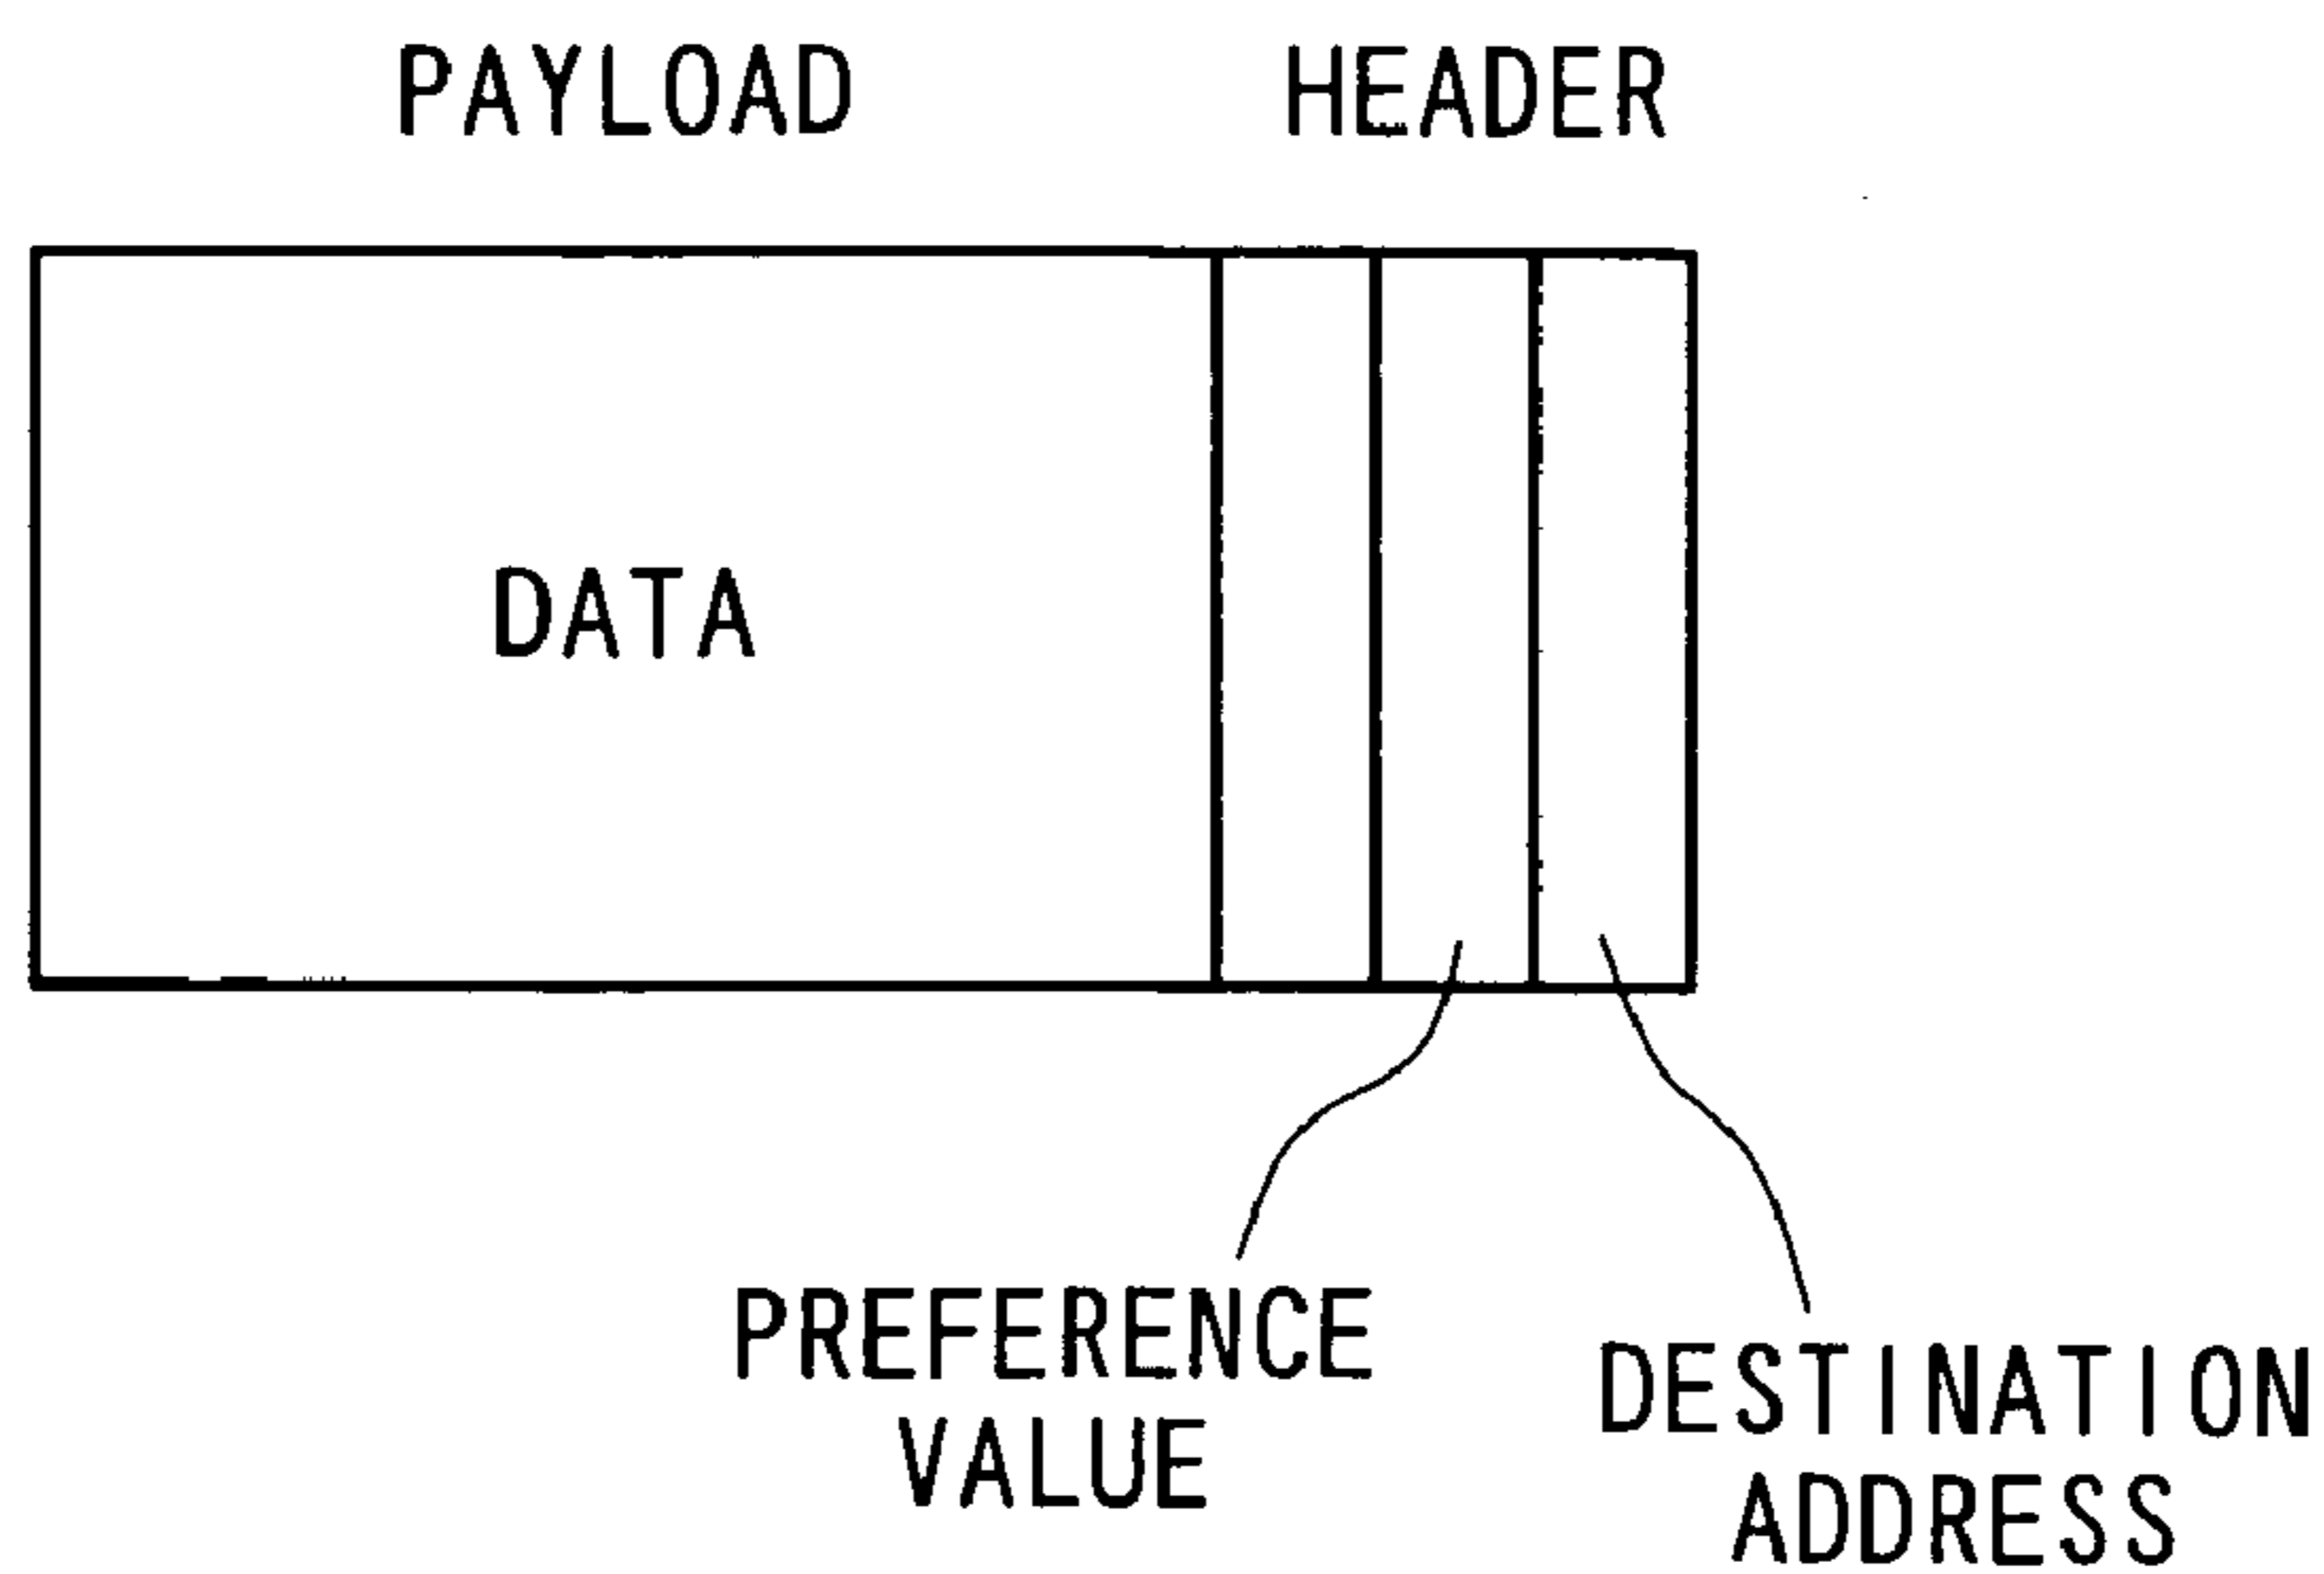 PAYLOAD HEADER
DATA
PREFERENCE
VALUE
DESTINATION
ADDRESS